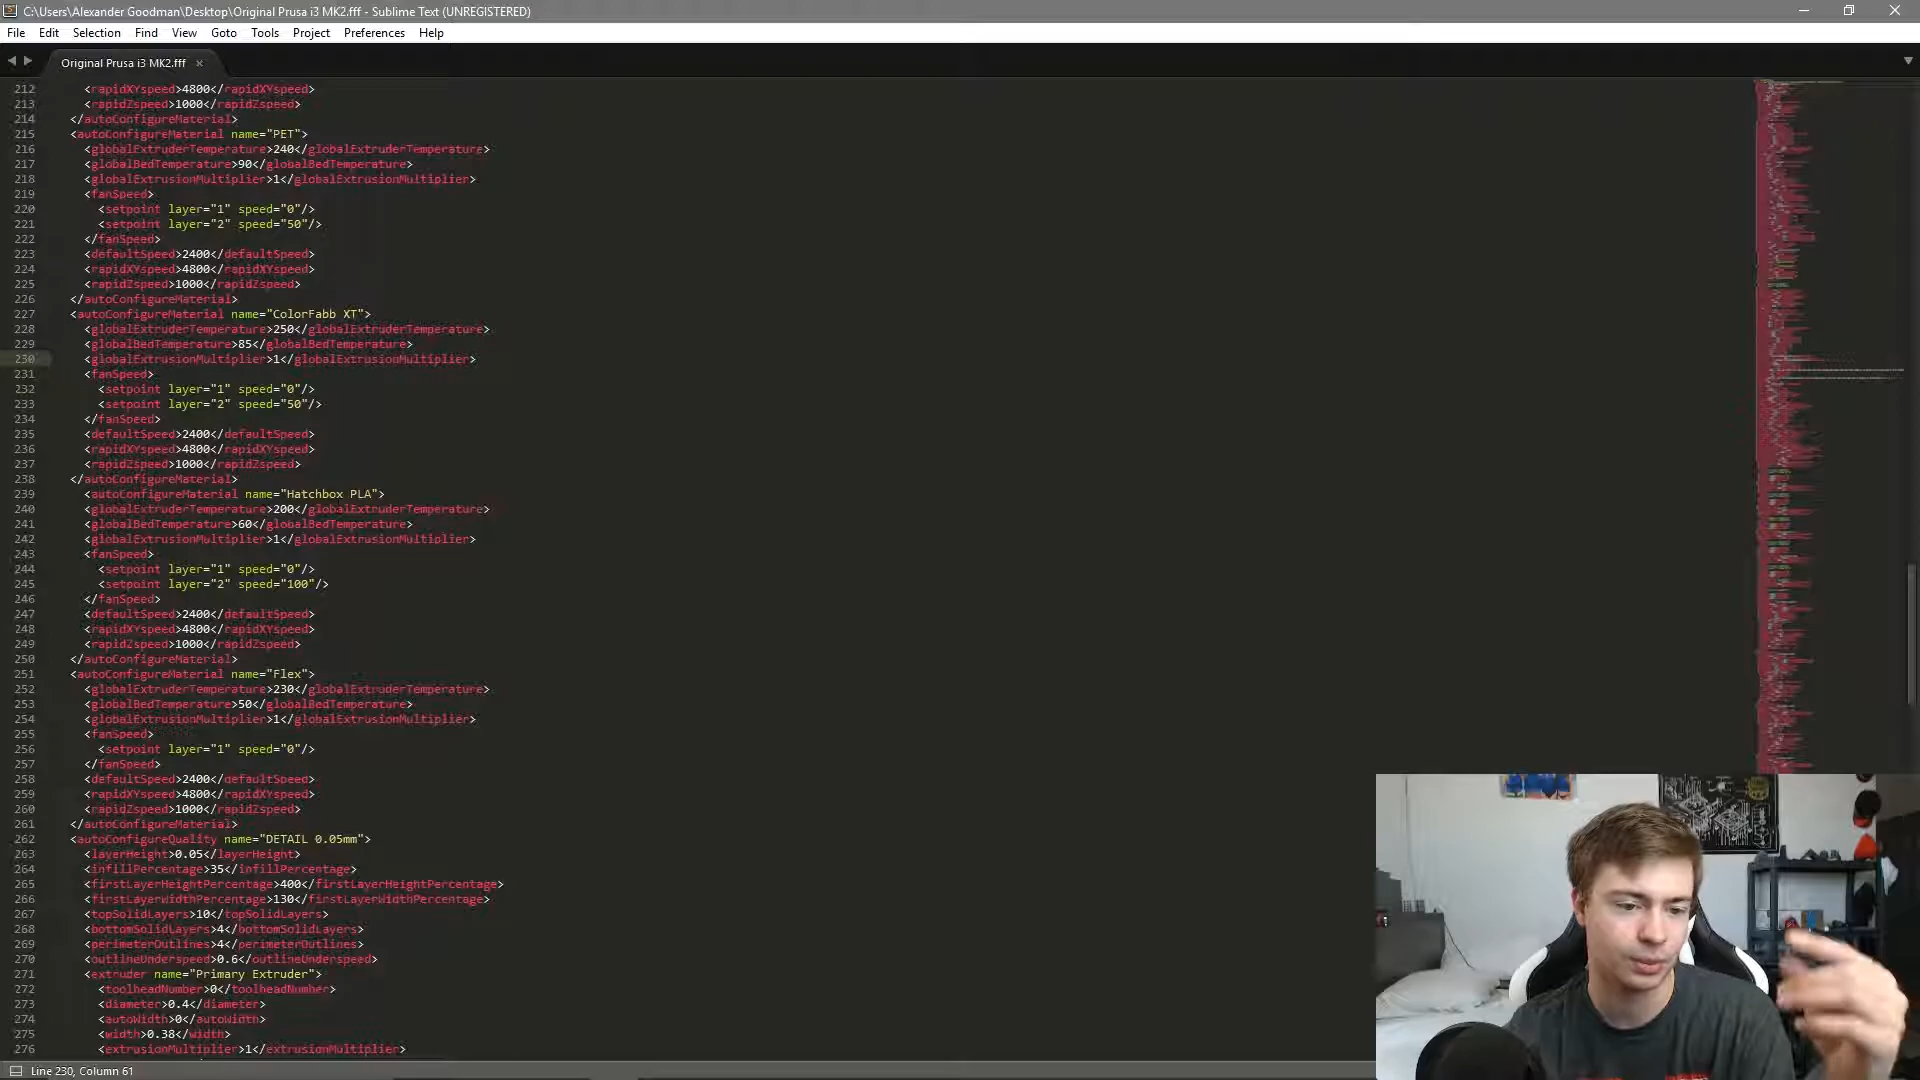 C:\Users\Alexander Goodman\Desktop\Original Prusa i3 MK2.fff - Sublime Text (UNREGISTERED)
File Edit Selection Find View Goto Tools Project Preferences Help
Original Prusa i3 MK2.fff ×
212 <rapidXYspeed>4800</rapidXYspeed>
213 <rapidZspeed>1000</rapidZspeed>
214 </autoConfigureMaterial>
215 <autoConfigureMaterial name="PET">
216 <globalExtruderTemperature>240</globalExtruderTemperature>
217 <globalBedTemperature>90</globalBedTemperature>
218 <globalExtrusionMultiplier>1</globalExtrusionMultiplier>
219 <fanSpeed>
220 <setpoint layer="1" speed="0"/>
221 <setpoint layer="2" speed="50"/>
222 </fanSpeed>
223 <defaultSpeed>2400</defaultSpeed>
224 <rapidXYspeed>4800</rapidXYspeed>
225 <rapidZspeed>1000</rapidZspeed>
226 </autoConfigureMaterial>
227 <autoConfigureMaterial name="ColorFabb XT">
228 <globalExtruderTemperature>250</globalExtruderTemperature>
229 <globalBedTemperature>85</globalBedTemperature>
230 <globalExtrusionMultiplier>1</globalExtrusionMultiplier>
231 <fanSpeed>
232 <setpoint layer="1" speed="0"/>
233 <setpoint layer="2" speed="50"/>
234 </fanSpeed>
235 <defaultSpeed>2400</defaultSpeed>
236 <rapidXYspeed>4800</rapidXYspeed>
237 <rapidZspeed>1000</rapidZspeed>
238 </autoConfigureMaterial>
239 <autoConfigureMaterial name="Hatchbox PLA">
240 <globalExtruderTemperature>200</globalExtruderTemperature>
241 <globalBedTemperature>60</globalBedTemperature>
242 <globalExtrusionMultiplier>1</globalExtrusionMultiplier>
243 <fanSpeed>
244 <setpoint layer="1" speed="0"/>
245 <setpoint layer="2" speed="100"/>
246 </fanSpeed>
247 <defaultSpeed>2400</defaultSpeed>
248 <rapidXYspeed>4800</rapidXYspeed>
249 <rapidZspeed>1000</rapidZspeed>
250 </autoConfigureMaterial>
251 <autoConfigureMaterial name="Flex">
252 <globalExtruderTemperature>230</globalExtruderTemperature>
253 <globalBedTemperature>50</globalBedTemperature>
254 <globalExtrusionMultiplier>1</globalExtrusionMultiplier>
255 <fanSpeed>
256 <setpoint layer="1" speed="0"/>
257 </fanSpeed>
258 <defaultSpeed>2400</defaultSpeed>
259 <rapidXYspeed>4800</rapidXYspeed>
260 <rapidZspeed>1000</rapidZspeed>
261 </autoConfigureMaterial>
262 <autoConfigureQuality name="DETAIL 0.05mm">
263 <layerHeight>0.05</layerHeight>
264 <infillPercentage>35</infillPercentage>
265 <firstLayerHeightPercentage>400</firstLayerHeightPercentage>
266 <firstLayerWidthPercentage>130</firstLayerWidthPercentage>
267 <topSolidLayers>10</topSolidLayers>
268 <bottomSolidLayers>4</bottomSolidLayers>
269 <perimeterOutlines>4</perimeterOutlines>
270 <outlineUnderspeed>0.6</outlineUnderspeed>
271 <extruder name="Primary Extruder">
272 <toolheadNumber>0</toolheadNumber>
273 <diameter>0.4</diameter>
274 <autoWidth>0</autoWidth>
275 <width>0.38</width>
276 <extrusionMultiplier>1</extrusionMultiplier>
Line 230, Column 61